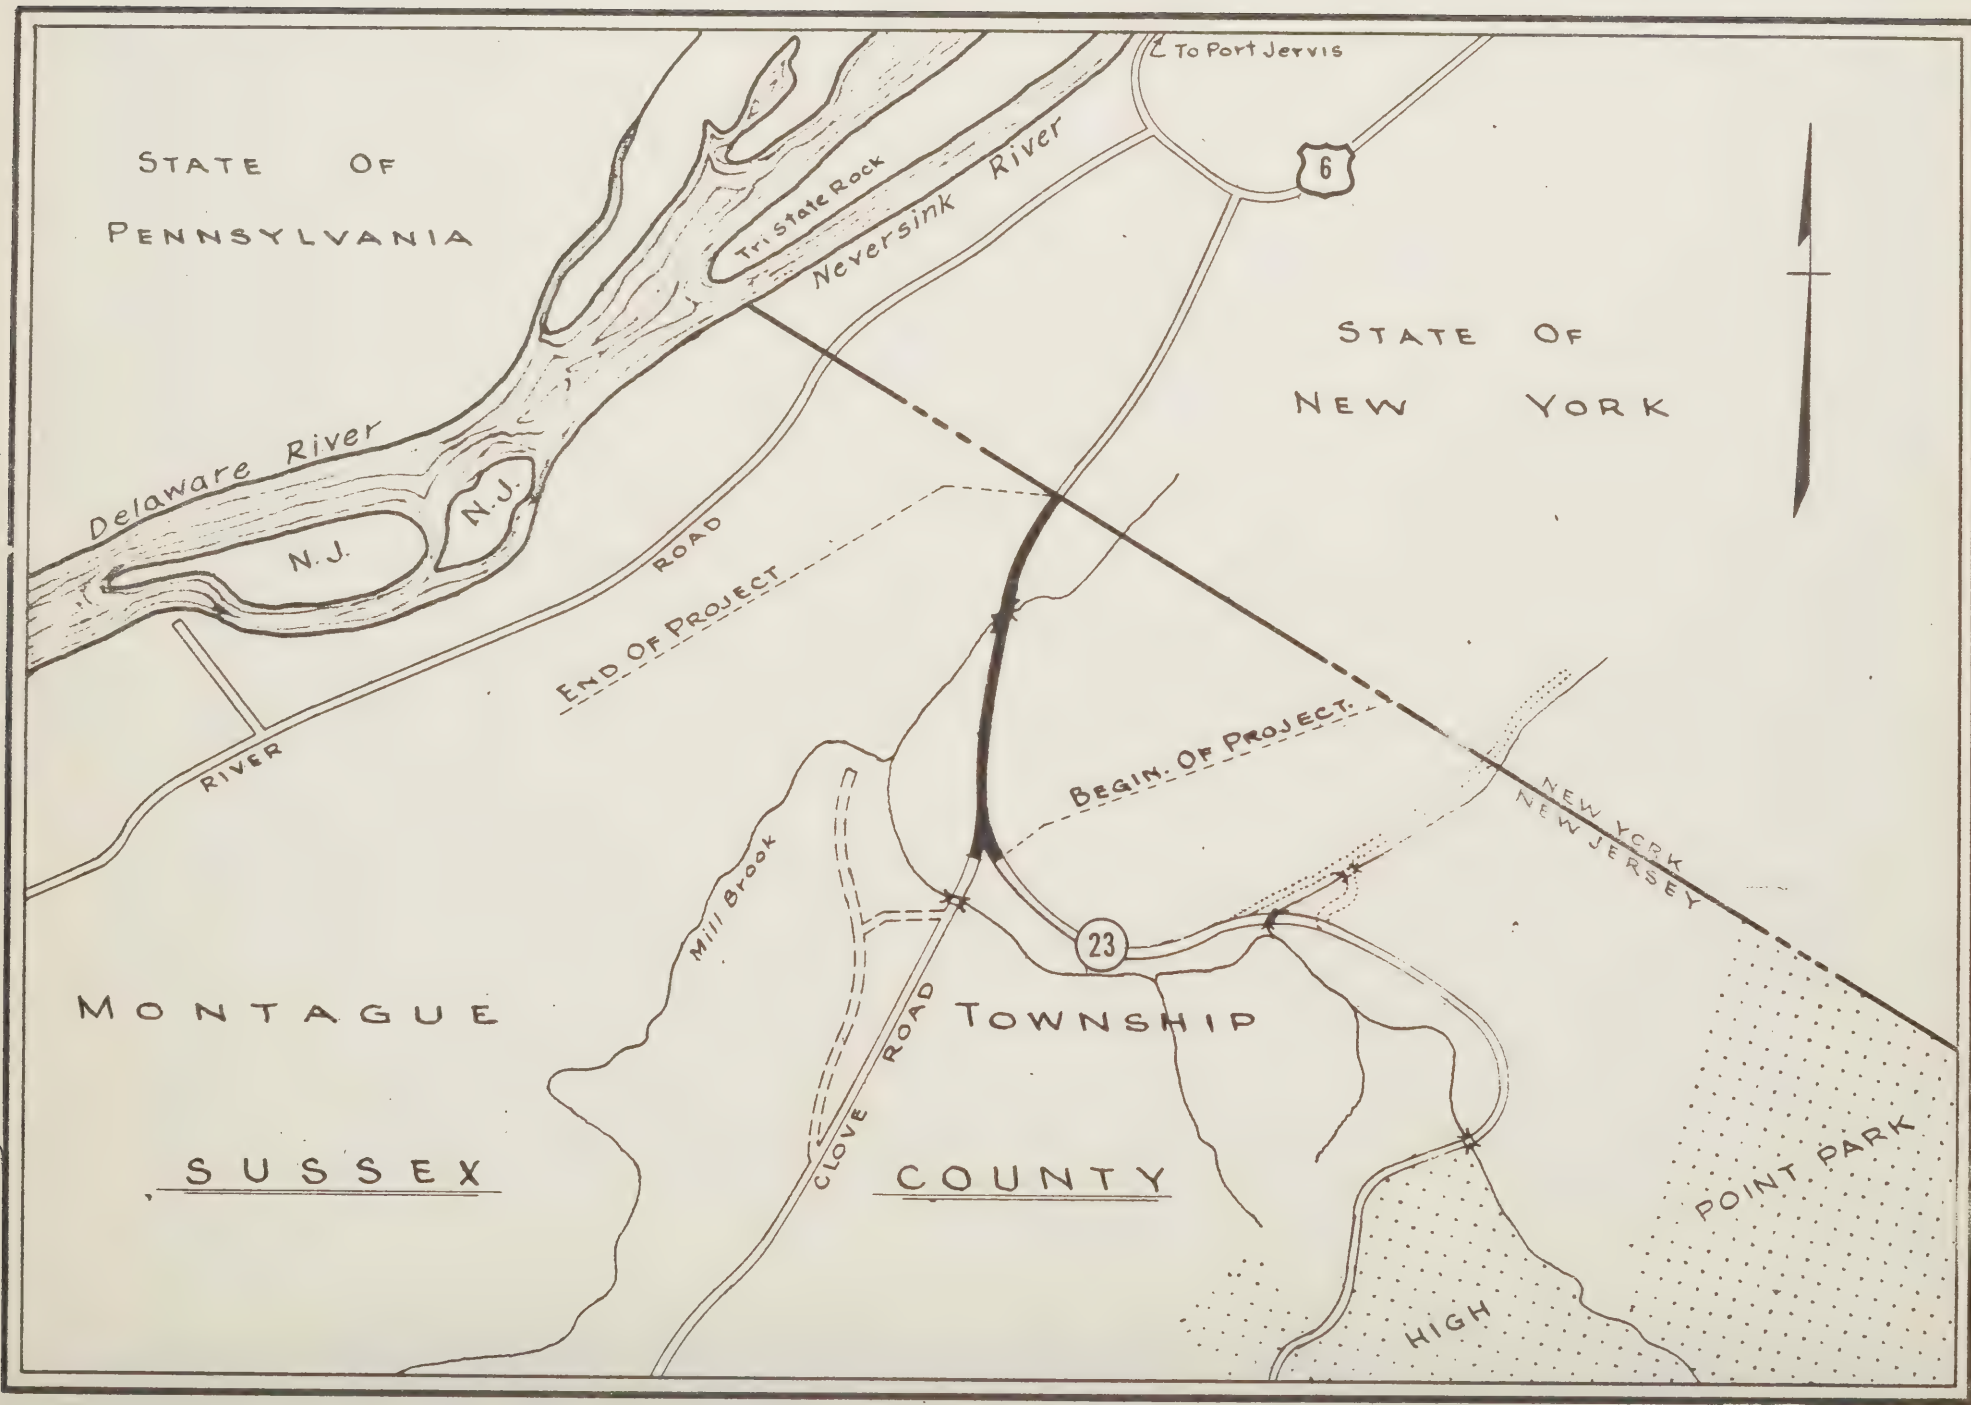 To Port Jervis
STATE OF
PENNSYLVANIA
6
Tri State Rock
Neversink River
STATE OF
NEW YORK
Delaware River
N.J.
N.J.
RIVER ROAD
END OF PROJECT
BEGIN. OF PROJECT.
NEW YORK
NEW JERSEY
Mill Brook
23
MONTAGUE TOWNSHIP
CLOVE ROAD
SUSSEX COUNTY
HIGH POINT PARK